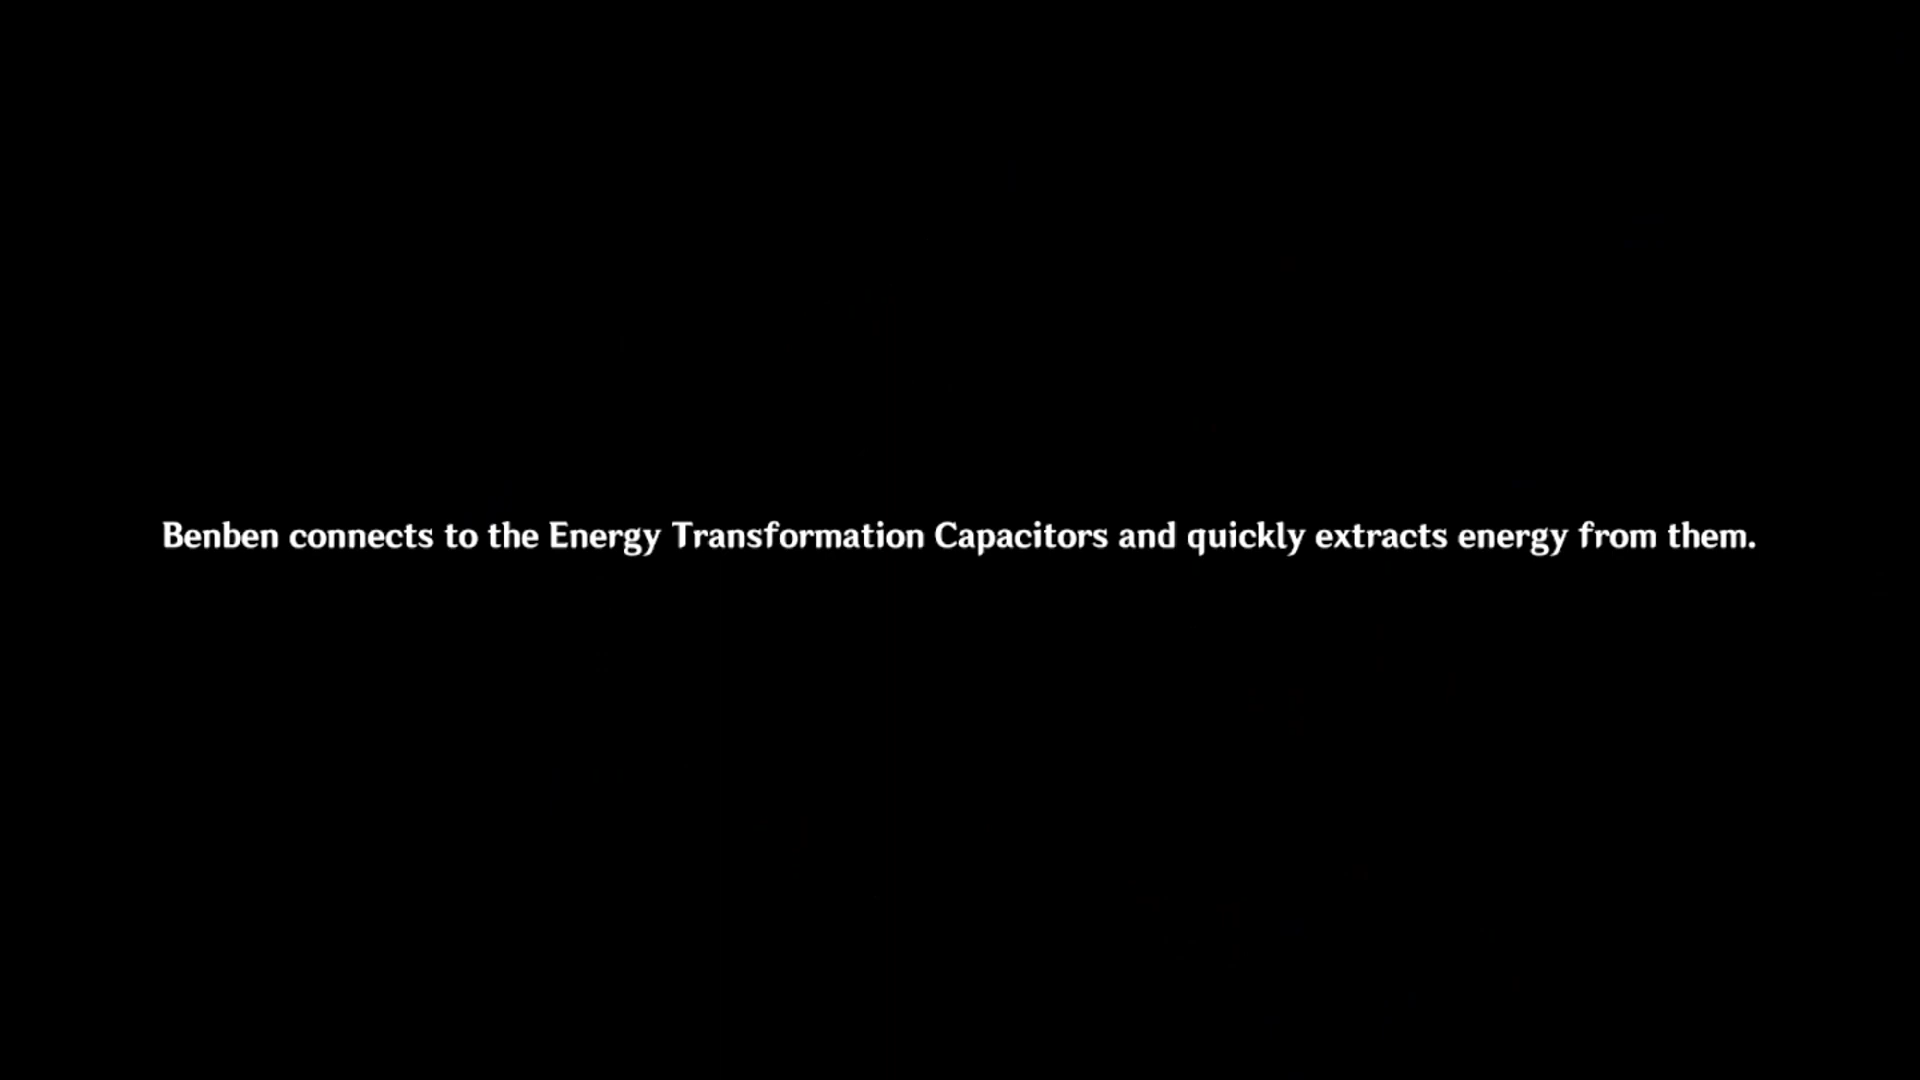 Benben connects to the Energy Transformation Capacitors and quickly extracts energy from them.